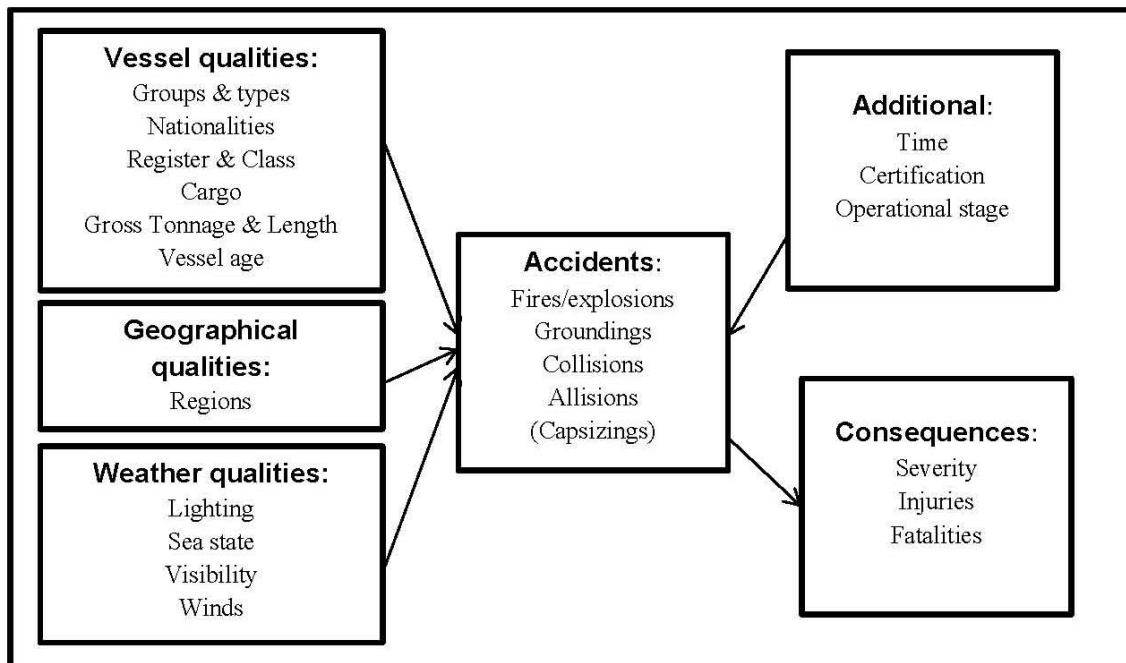 Vessel qualities:
Groups & types
Nationalities
Register & Class
Cargo
Gross Tonnage & Length
Vessel age
Geographical
qualities:
Regions
Weather qualities:
Lighting
Sea state
Visibility
Winds
Accidents:
Fires/explosions
Groundings
Collisions
Allisions
(Capsizings)
Additional:
Time
Certification
Operational stage
Consequences:
Severity
Injuries
Fatalities